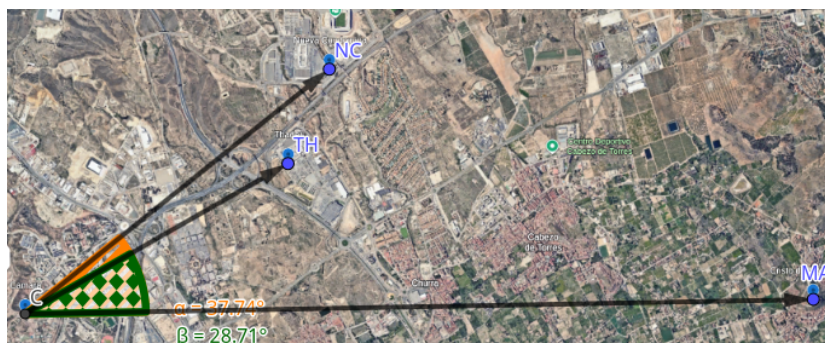 NC
TH
Centro Deportivo
Cabezo de Torres
Cabezo
de Torres
MA
C
α = 37.74°
Churra
β = 28.71°